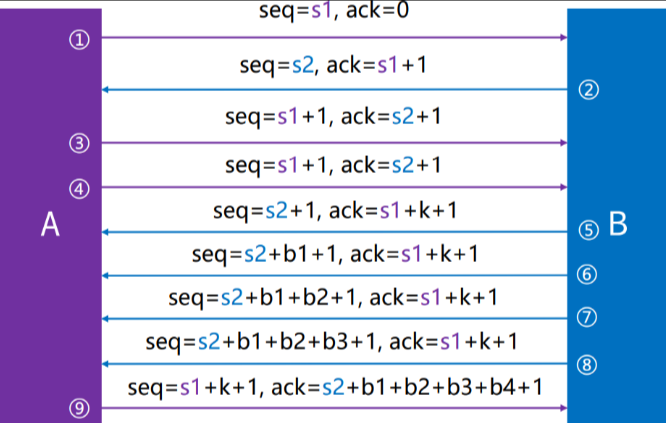 seq=s1, ack=0
①
seq=s2, ack=s1+1
②
seq=s1+1, ack=s2+1
③
seq=s1+1, ack=s2+1
④
seq=s2+1, ack=s1+k+1
A
⑤ B
seq=s2+b1+1, ack=s1+k+1
⑥
seq=s2+b1+b2+1, ack=s1+k+1
⑦
seq=s2+b1+b2+b3+1, ack=s1+k+1
⑧
seq=s1+k+1, ack=s2+b1+b2+b3+b4+1
⑨